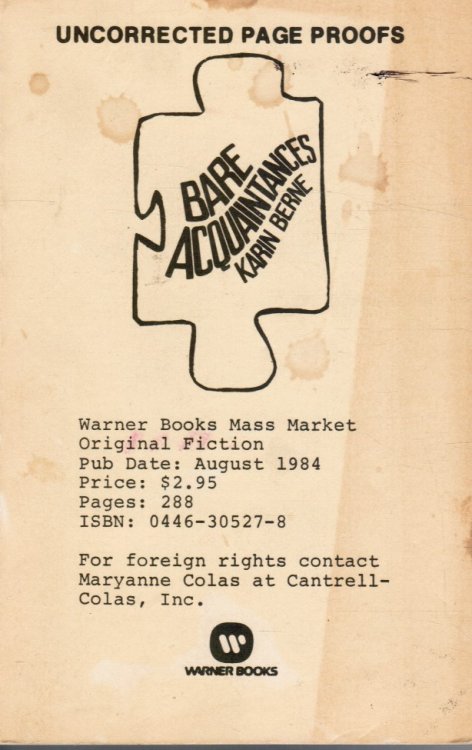 UNCORRECTED PAGE PROOFS
BARE
ACQUAINTANCES
KARIN BERNE
Warner Books Mass Market
Original Fiction
Pub Date: August 1984
Price: $2.95
Pages: 288
ISBN: 0446-30527-8
For foreign rights contact
Maryanne Colas at Cantrell-
Colas, Inc.
W
WARNER BOOKS